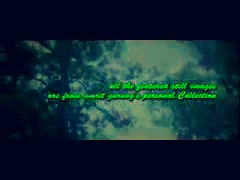 all the featured still images
are from amrit gurung's personal Collection